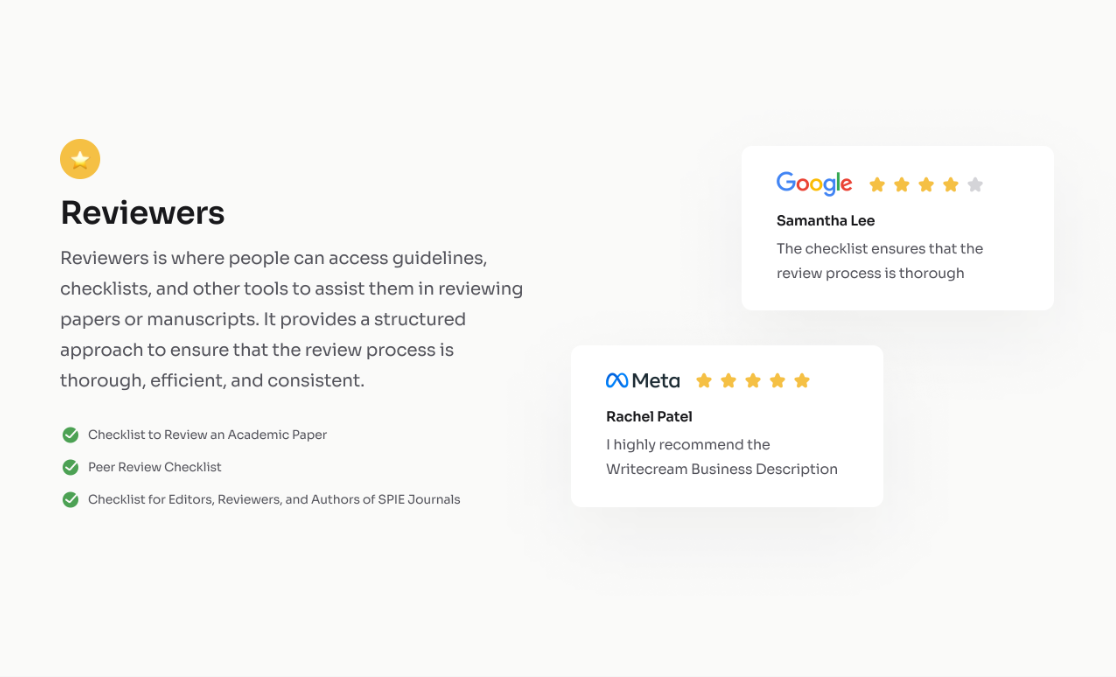 Reviewers
Reviewers is where people can access guidelines,
checklists, and other tools to assist them in reviewing
papers or manuscripts. It provides a structured
approach to ensure that the review process is
thorough, efficient, and consistent.
Checklist to Review an Academic Paper
Peer Review Checklist
Checklist for Editors, Reviewers, and Authors of SPIE Journals
Google
Samantha Lee
The checklist ensures that the
review process is thorough
Meta
Rachel Patel
I highly recommend the
Writecream Business Description